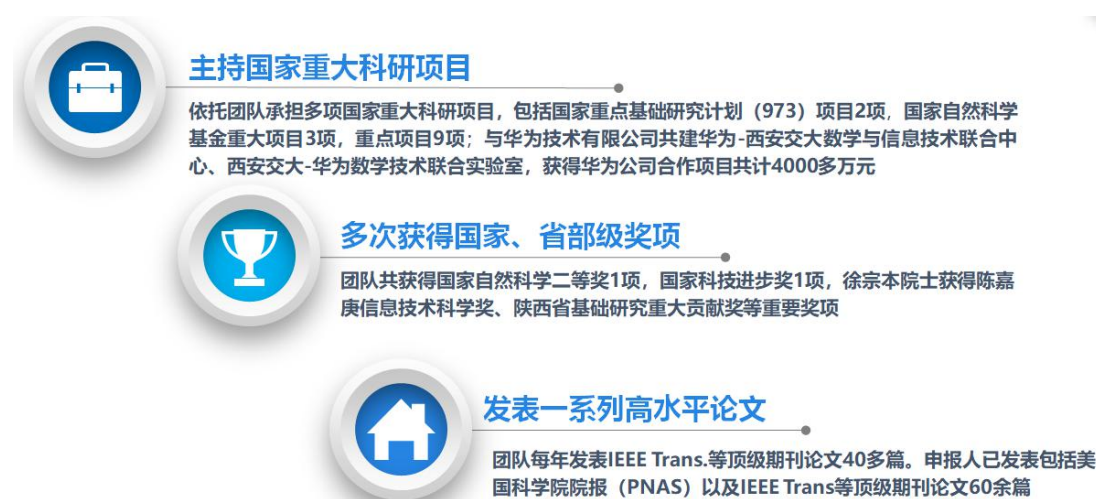 主持国家重大科研项目
依托团队承担多项国家重大科研项目，包括国家重点基础研究计划（973）项目2项，国家自然科学
基金重大项目3项，重点项目9项；与华为技术有限公司共建华为-西安交大数学与信息技术联合中
心、西安交大-华为数学技术联合实验室，获得华为公司合作项目共计4000多万元
多次获得国家、省部级奖项
团队共获得国家自然科学二等奖1项，国家科技进步奖1项，徐宗本院士获得陈嘉
庚信息技术科学奖、陕西省基础研究重大贡献奖等重要奖项
发表一系列高水平论文
团队每年发表IEEE Trans.等顶级期刊论文40多篇。申报人已发表包括美
国科学院院报（PNAS）以及IEEE Trans等顶级期刊论文60余篇